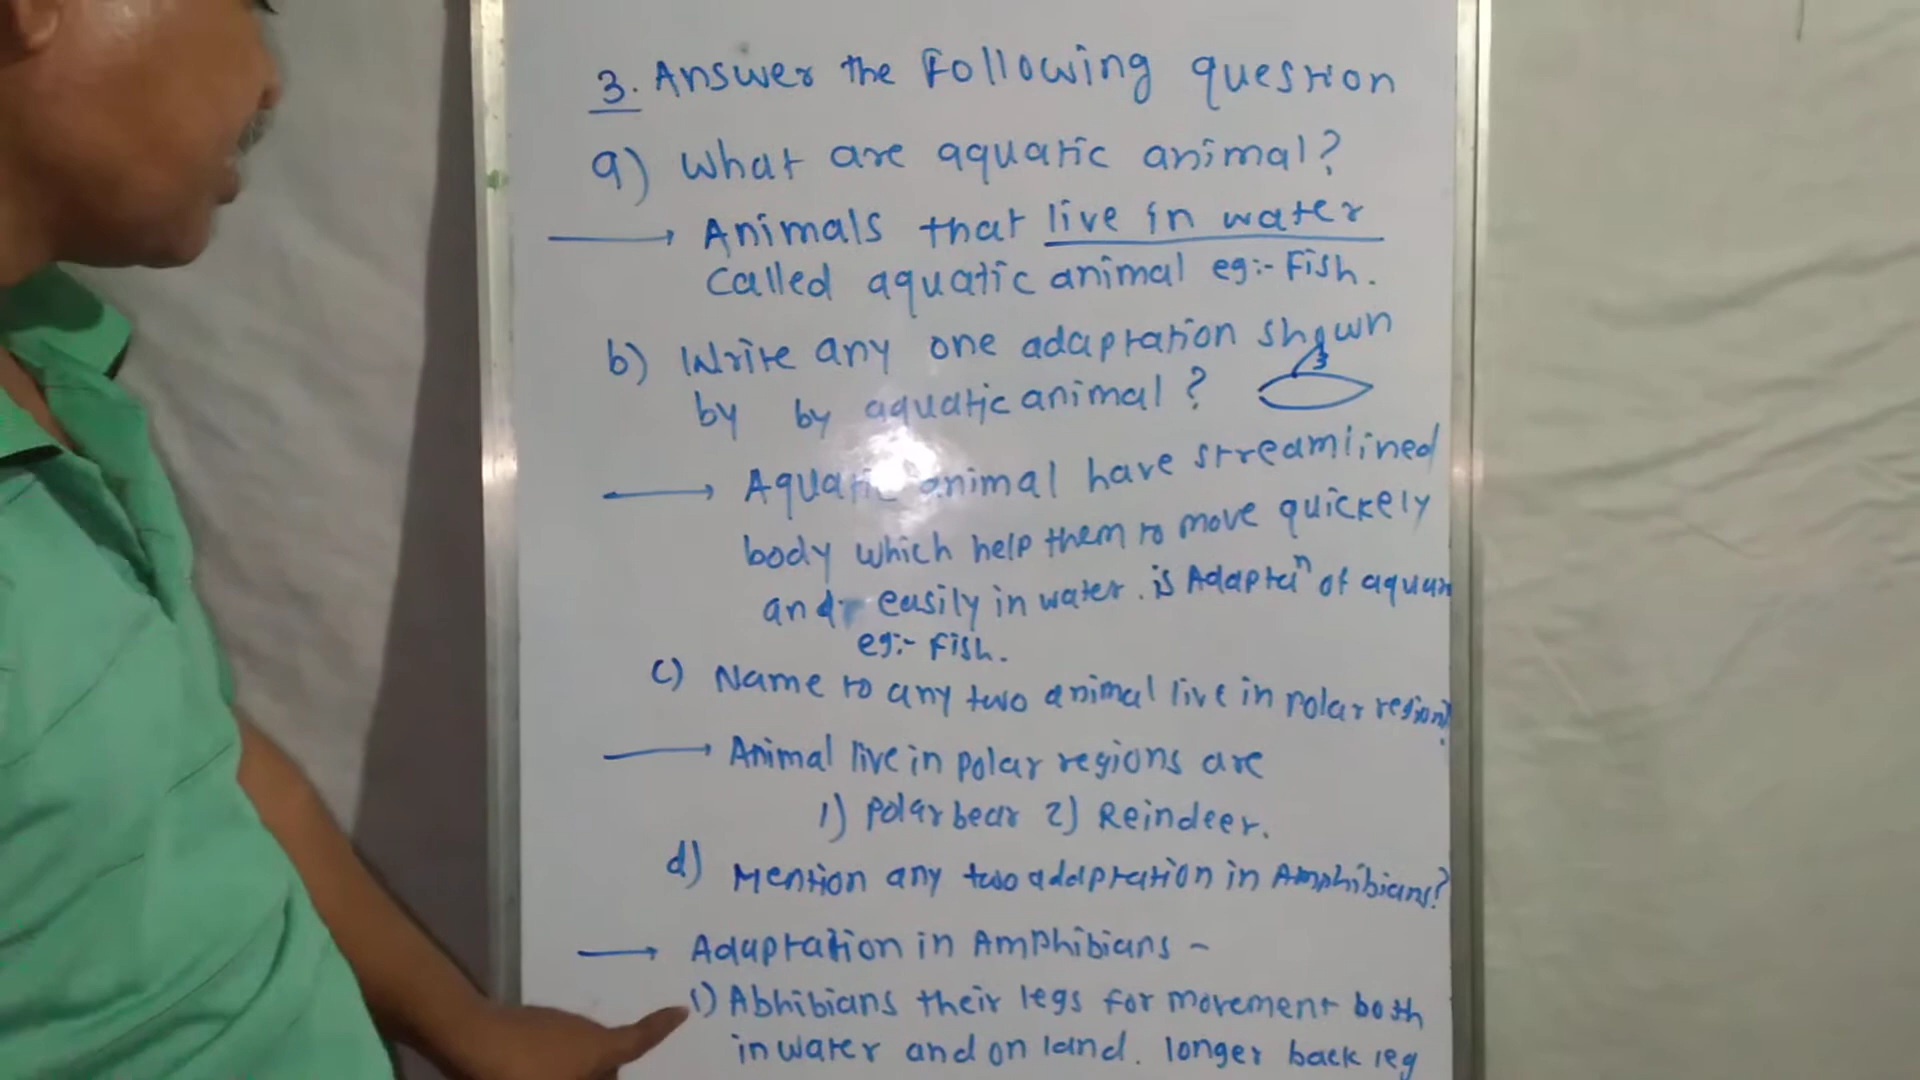 3. Answer the Following question
a) What are aquatic animal?
Animals that live in water
Called aquatic animal eg:- Fish.
b) Write any one adaptation shown
by by aquatic animal ?
Aquatic animal have streamlined
body which help them to move quickely
and easily in water. is Adaptan of
eg:- Fish.
c) Name to any two animal live in polar region?
Animal live in polar regions are
1) Polar bear 2) Reindeer.
d) Mention any two adaptation in Amphibians?
Adaptation in Amphibians -
1) Abhibians their legs for movement both
in water and on land. longer back leg